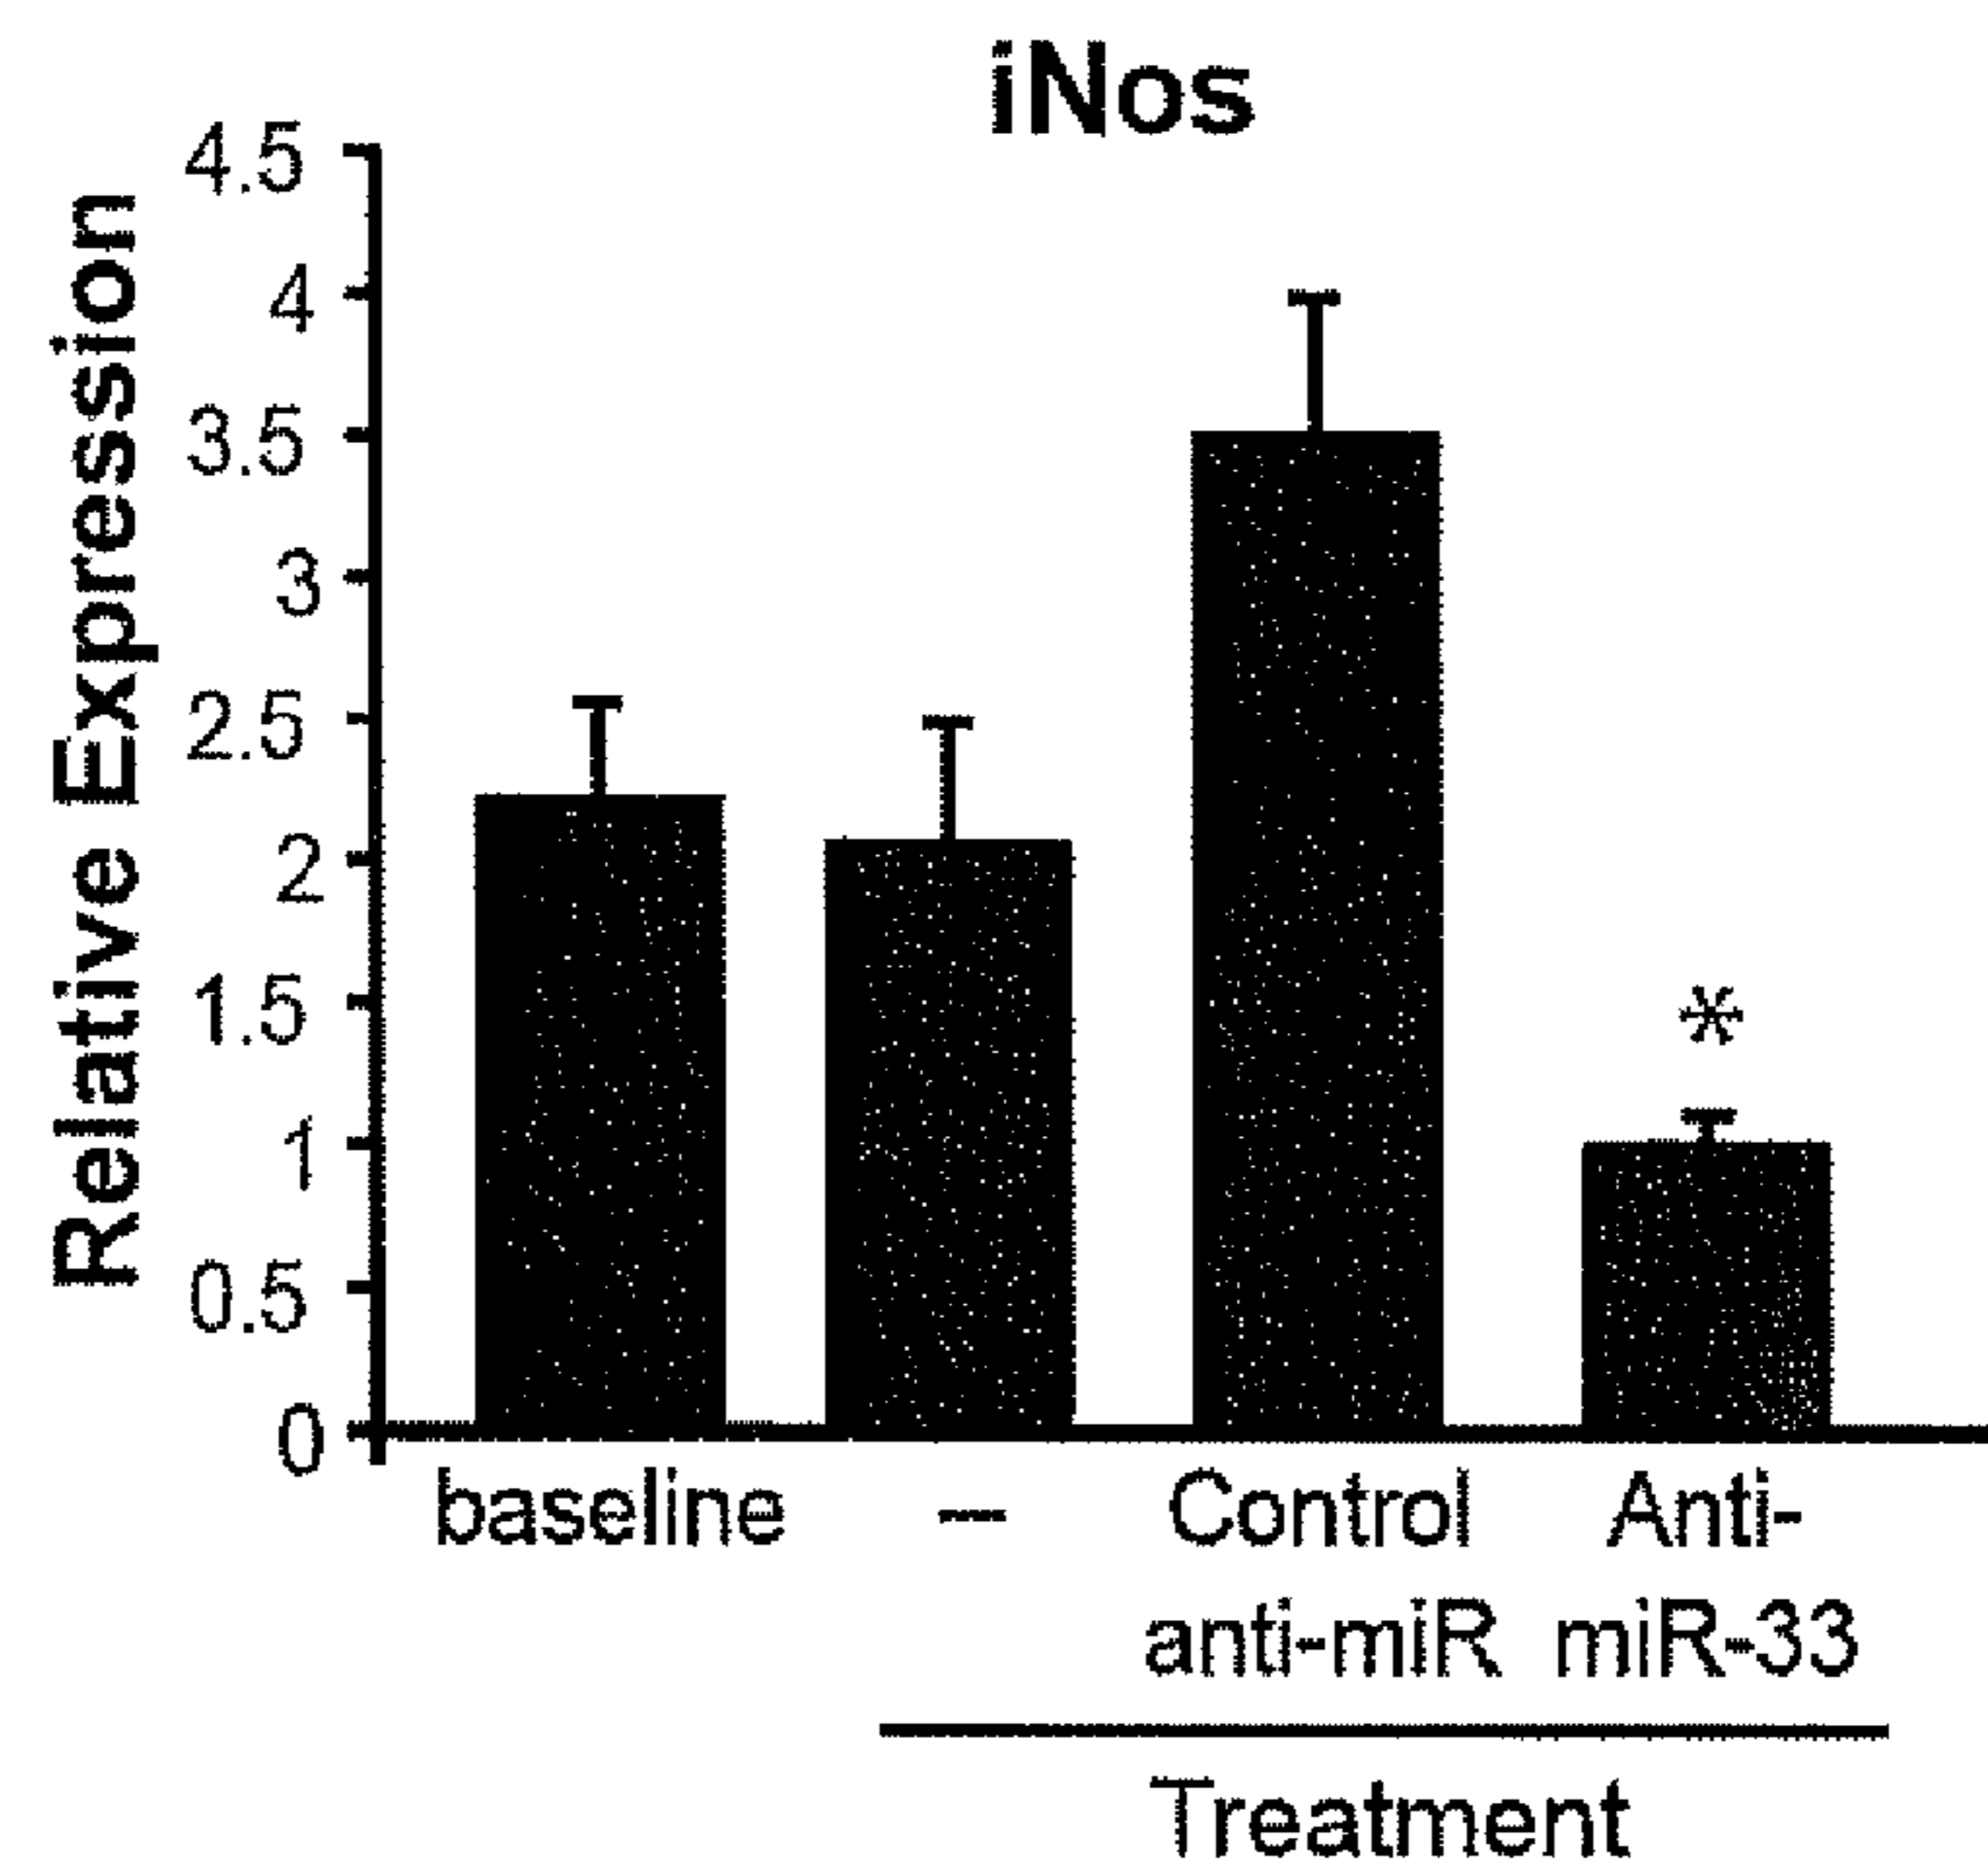 iNos
Relative Expression
4.5
4
3.5
3
2.5
2
1.5
1
0.5
0
*
baseline
--
Control
anti-miR
Anti-
miR-33
Treatment